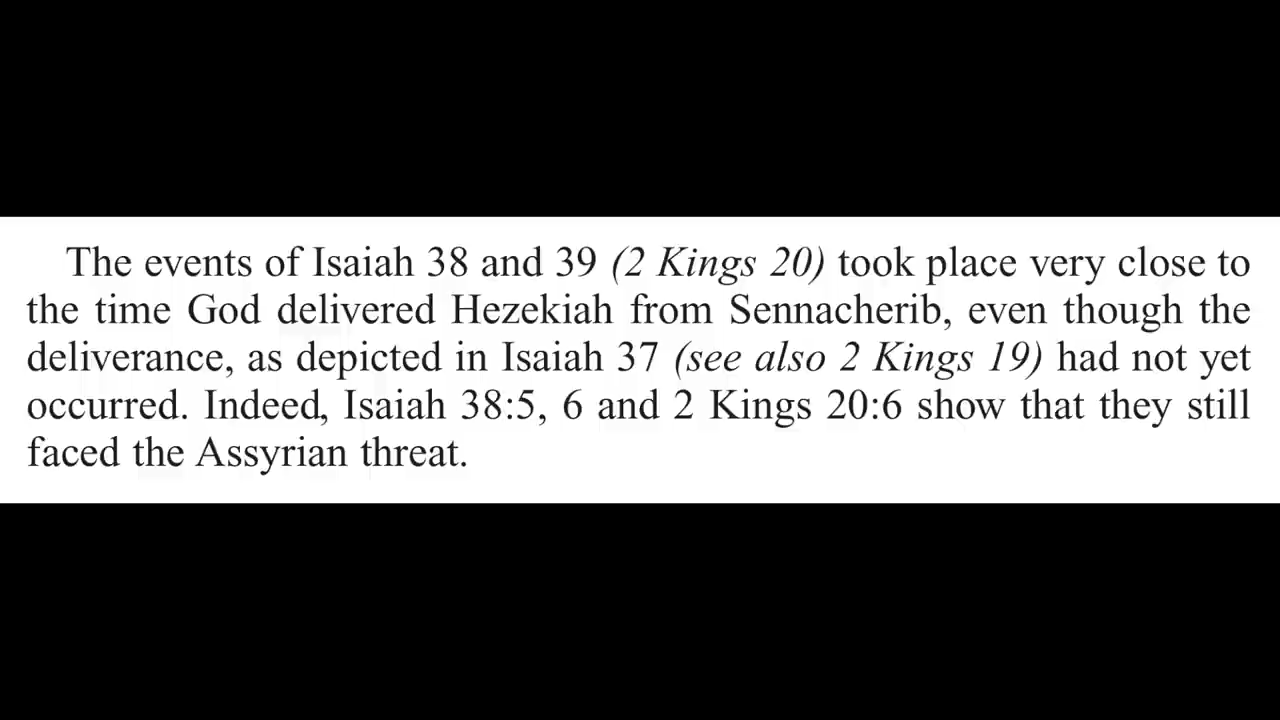 The events of Isaiah 38 and 39 (2 Kings 20) took place very close to
the time God delivered Hezekiah from Sennacherib, even though the
deliverance, as depicted in Isaiah 37 (see also 2 Kings 19) had not yet
occurred. Indeed, Isaiah 38:5, 6 and 2 Kings 20:6 show that they still
faced the Assyrian threat.